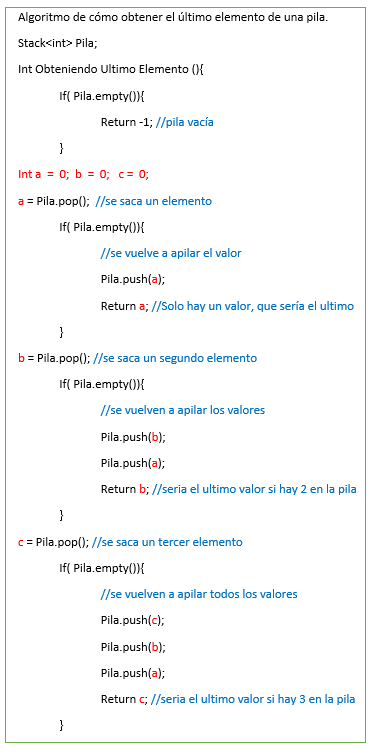 Algoritmo de cómo obtener el último elemento de una pila.
Stack<int> Pila;
Int Obteniendo Ultimo Elemento (){
If( Pila.empty()){
Return -1; //pila vacía
}
Int a = 0; b = 0; c = 0;
a = Pila.pop(); //se saca un elemento
If( Pila.empty()){
//se vuelve a apilar el valor
Pila.push(a);
Return a; //Solo hay un valor, que sería el ultimo
}
b = Pila.pop(); //se saca un segundo elemento
If( Pila.empty()){
//se vuelven a apilar los valores
Pila.push(b);
Pila.push(a);
Return b; //seria el ultimo valor si hay 2 en la pila
}
c = Pila.pop(); //se saca un tercer elemento
If( Pila.empty()){
//se vuelven a apilar todos los valores
Pila.push(c);
Pila.push(b);
Pila.push(a);
Return c; //seria el ultimo valor si hay 3 en la pila
}